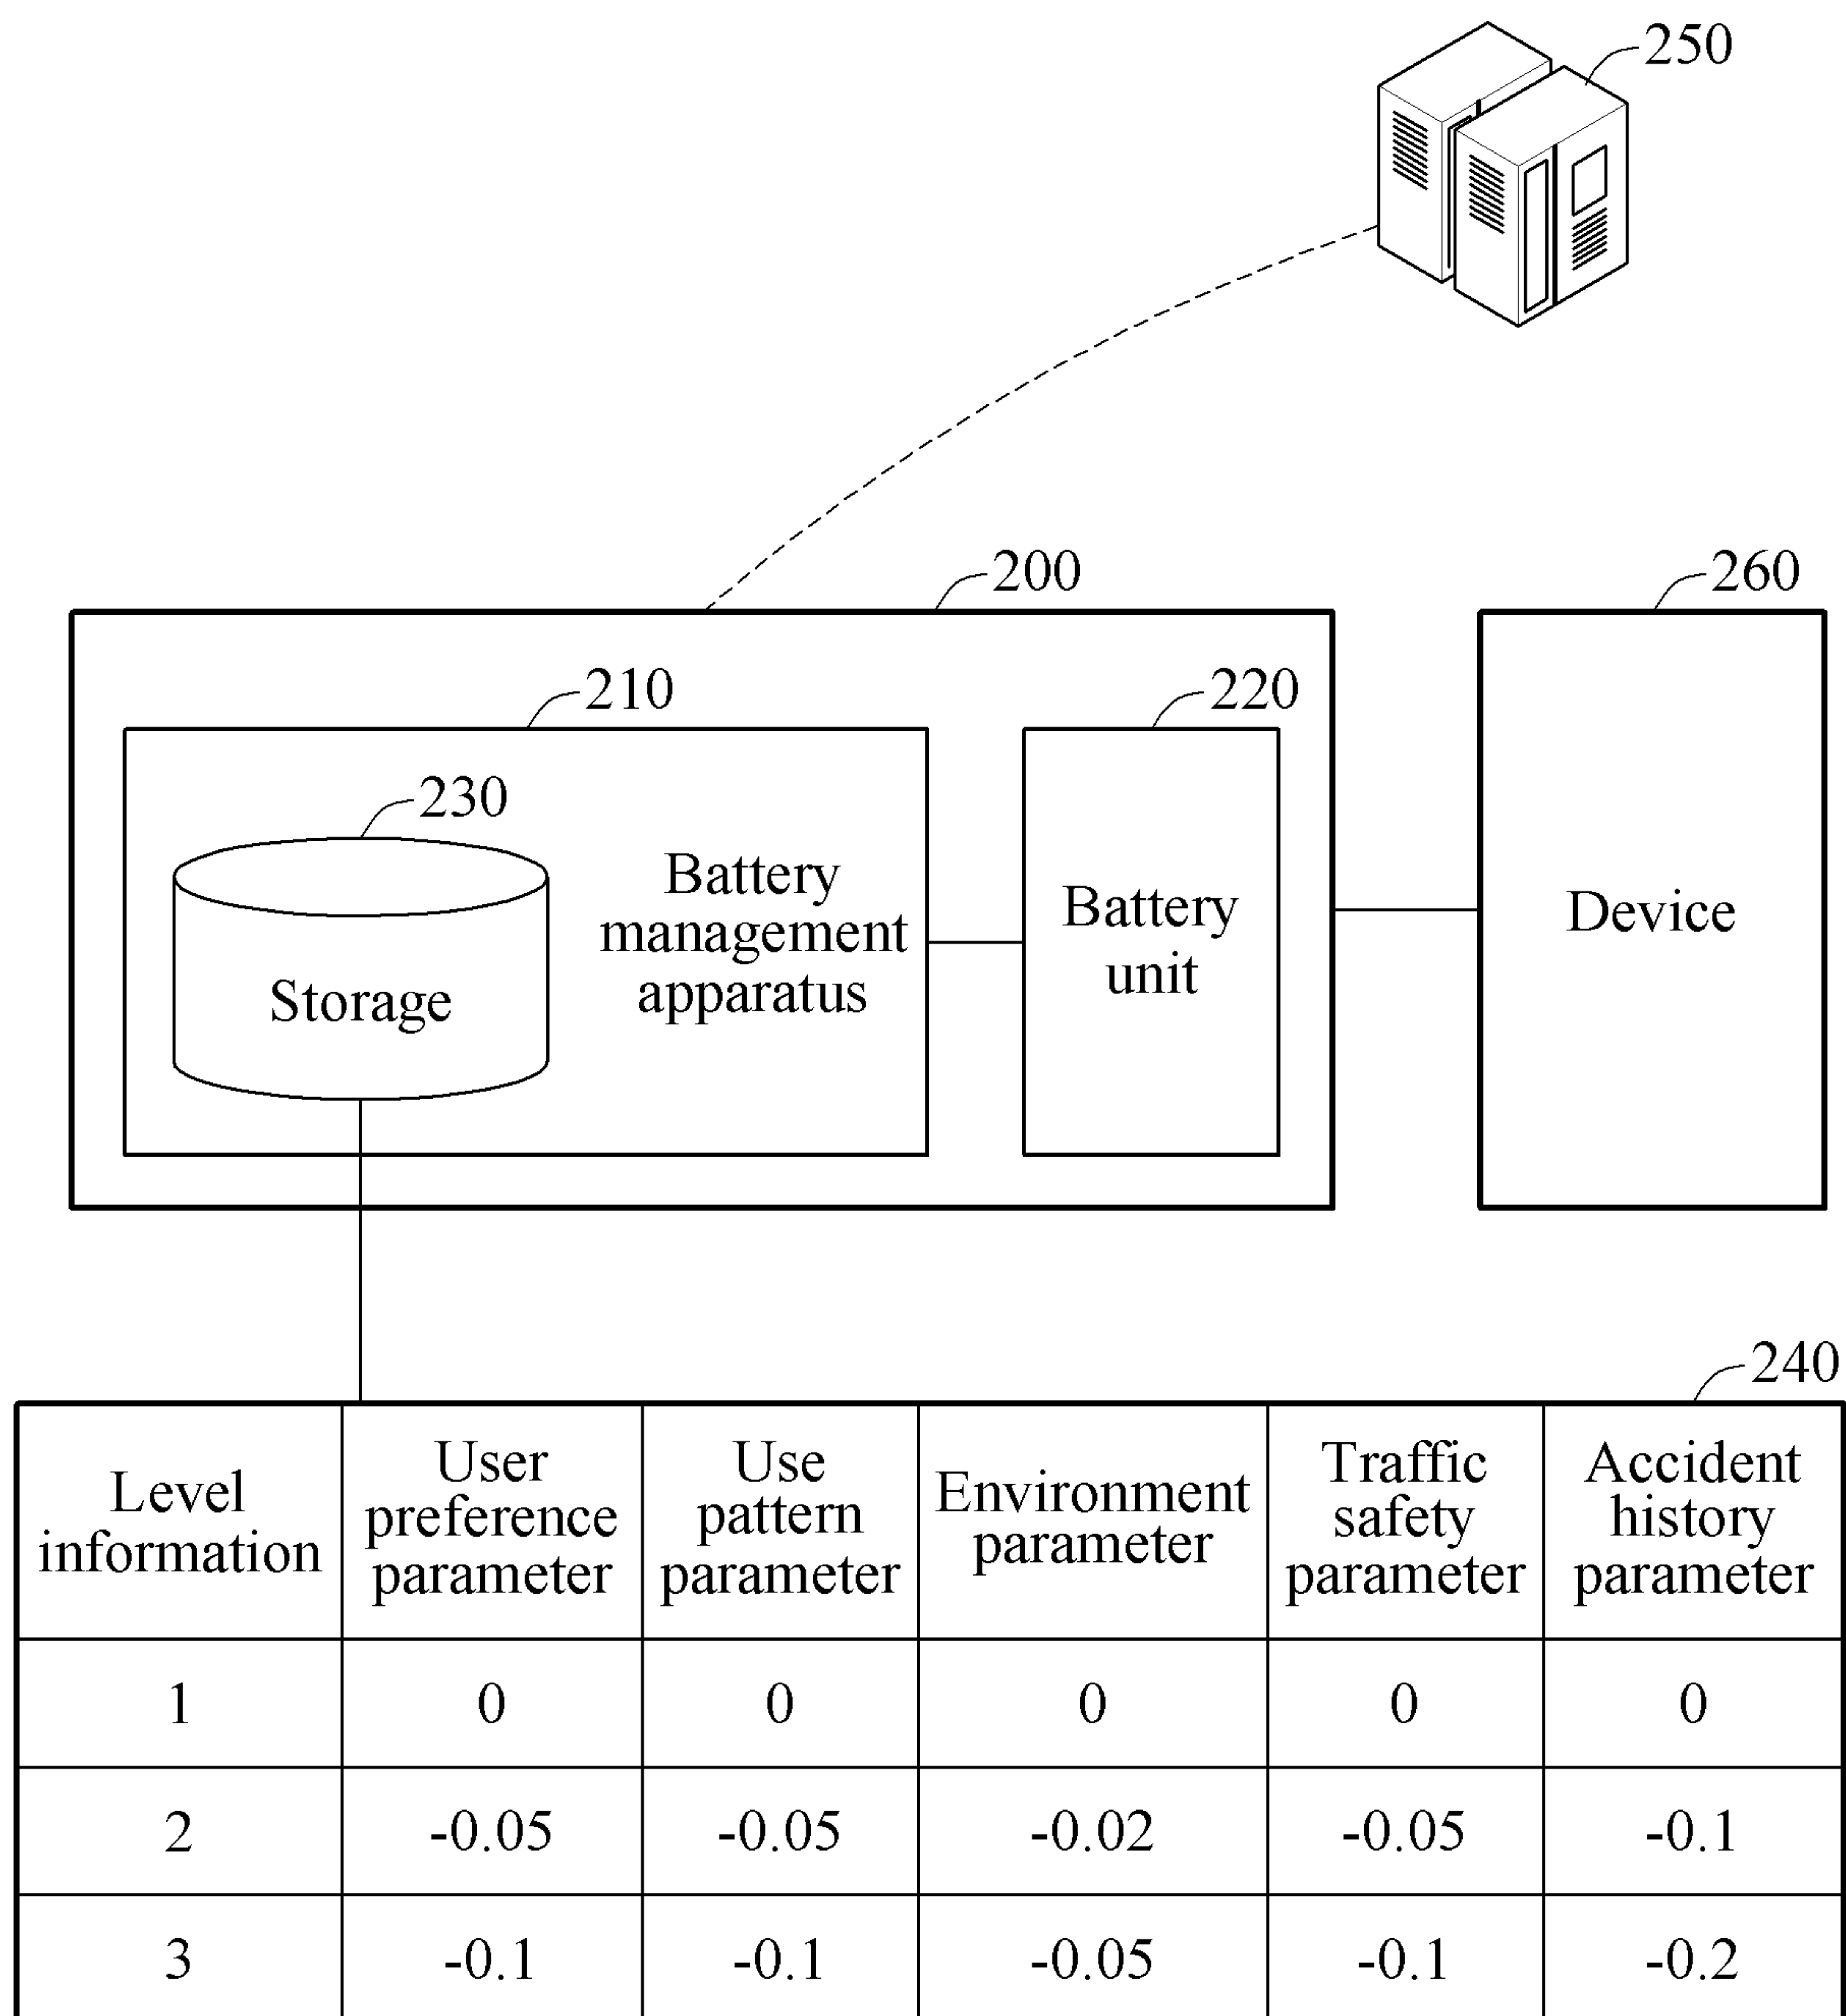 250
200
260
210
220
230
Battery
management
apparatus
Storage
Battery
unit
Device
240
Level
information
User
preference
parameter
Use
pattern
parameter
Environment
parameter
Traffic
safety
parameter
Accident
history
parameter
1 0 0 0 0 0
2 -0.05 -0.05 -0.02 -0.05 -0.1
3 -0.1 -0.1 -0.05 -0.1 -0.2